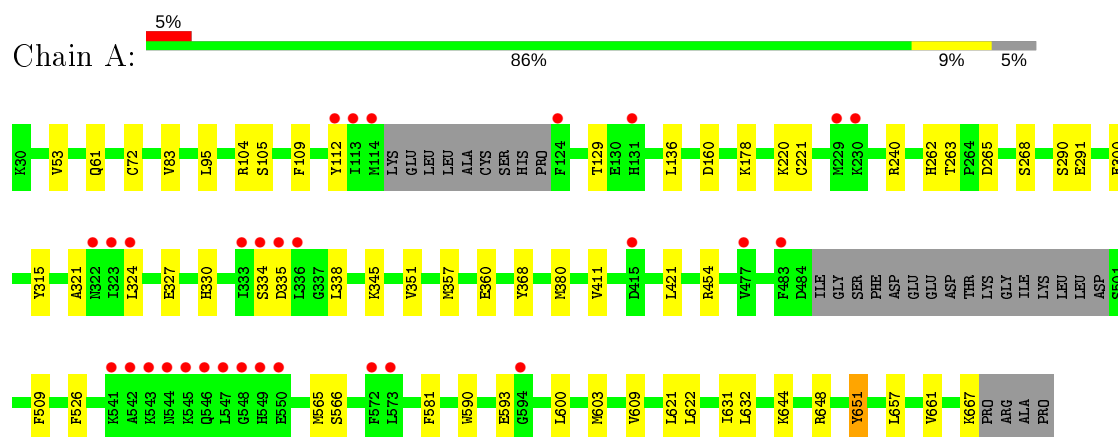 5%
Chain A:
86% 9% 5%
K30 V53 Q61 C72 V83 L95 R104 S105 F109 Y112 I113 M114 LYS GLU LEU LEU ALA CYS SER HIS PRO F124 T129 E130 H131 L136 D160 K178 M229 K230 K220 C221 R240 H262 T263 P264 D265 S268 S290 E291
Y315 A321 N322 I323 L324 E327 H330 I333 S334 D335 L336 G337 L338 K345 V351 M357 E360 Y368 M380 V411 D415 L421 R454 V477 F483 D484 ILE GLY SER PHE ASP GLU GLU ASP THR LYS GLY ILE LYS LEU LEU ASP
F509 F526 K541 A542 K543 N544 K545 Q546 L547 G548 H549 E550 M565 S566 F572 L573 F581 W590 E593 G594 L600 M603 V609 L621 L622 I631 L632 K644 R648 Y651 L657 V661 K667 PRO ARG ALA PRO